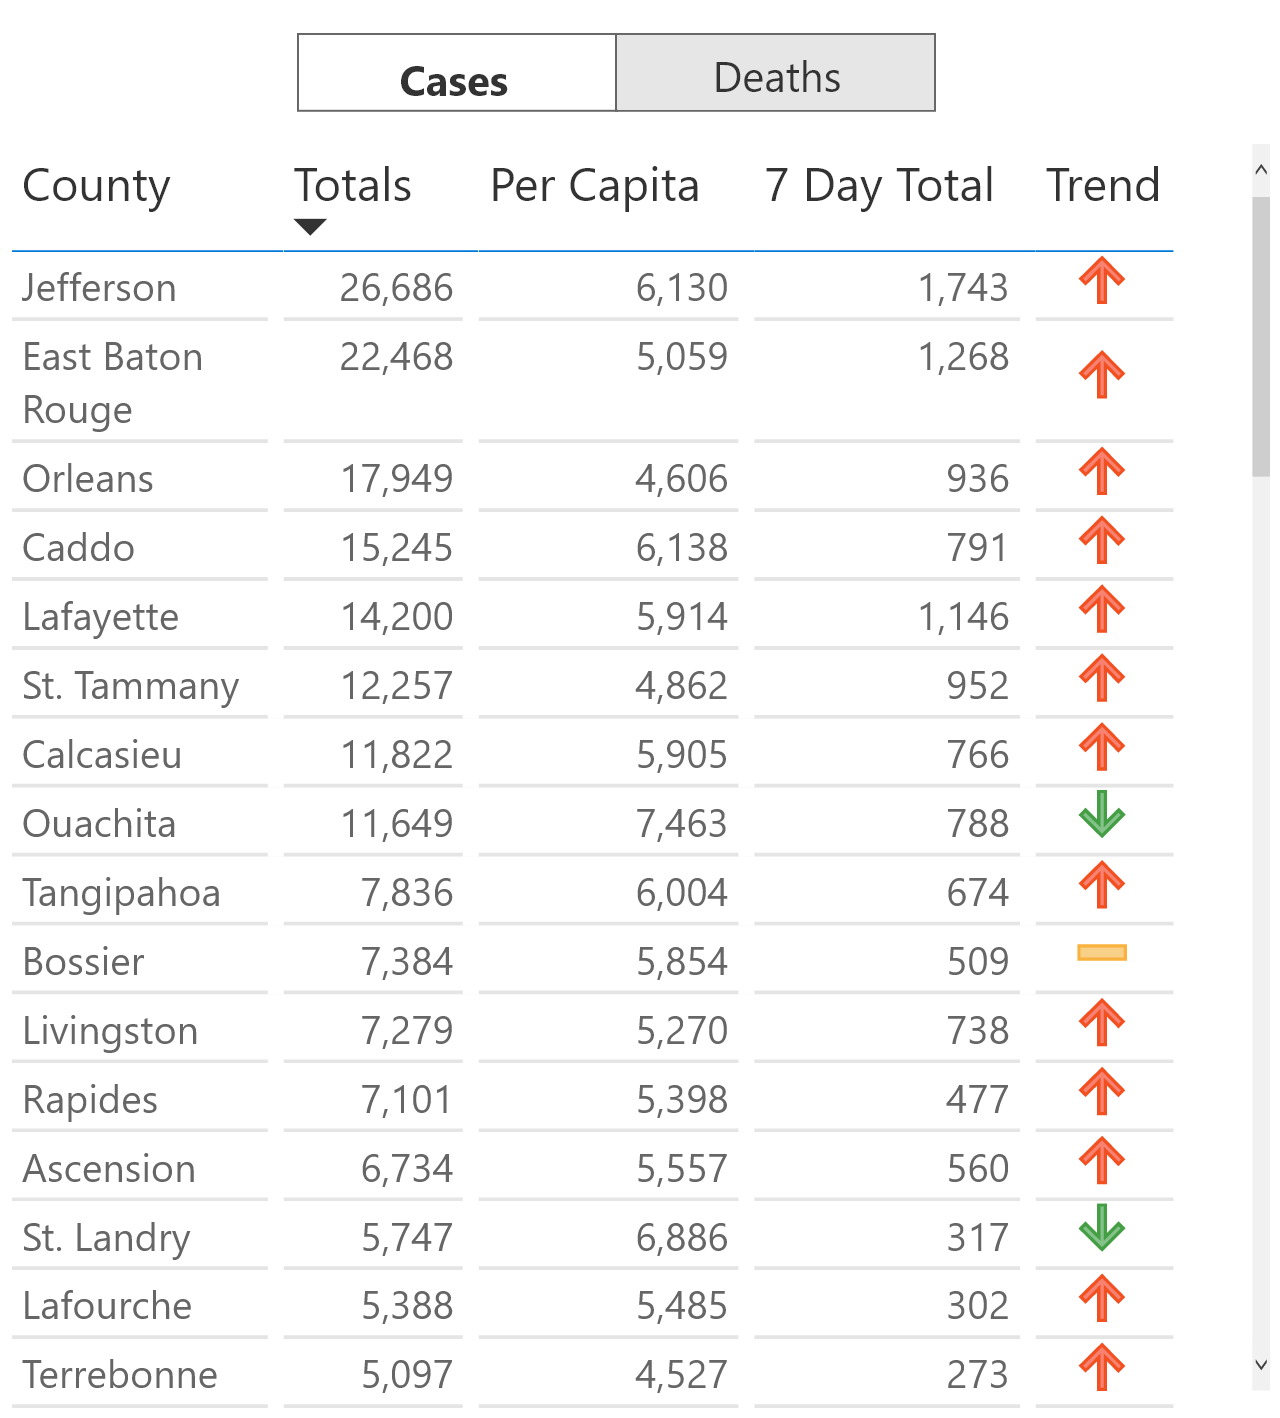 Cases Deaths
County Totals Per Capita 7 Day Total Trend
Jefferson 26,686 6,130 1,743
East Baton 22,468 5,059 1,268
Rouge
Orleans 17,949 4,606 936
Caddo 15,245 6,138 791
Lafayette 14,200 5,914 1,146
St. Tammany 12,257 4,862 952
Calcasieu 11,822 5,905 766
Ouachita 11,649 7,463 788
Tangipahoa 7,836 6,004 674
Bossier 7,384 5,854 509
Livingston 7,279 5,270 738
Rapides 7,101 5,398 477
Ascension 6,734 5,557 560
St. Landry 5,747 6,886 317
Lafourche 5,388 5,485 302
Terrebonne 5,097 4,527 273